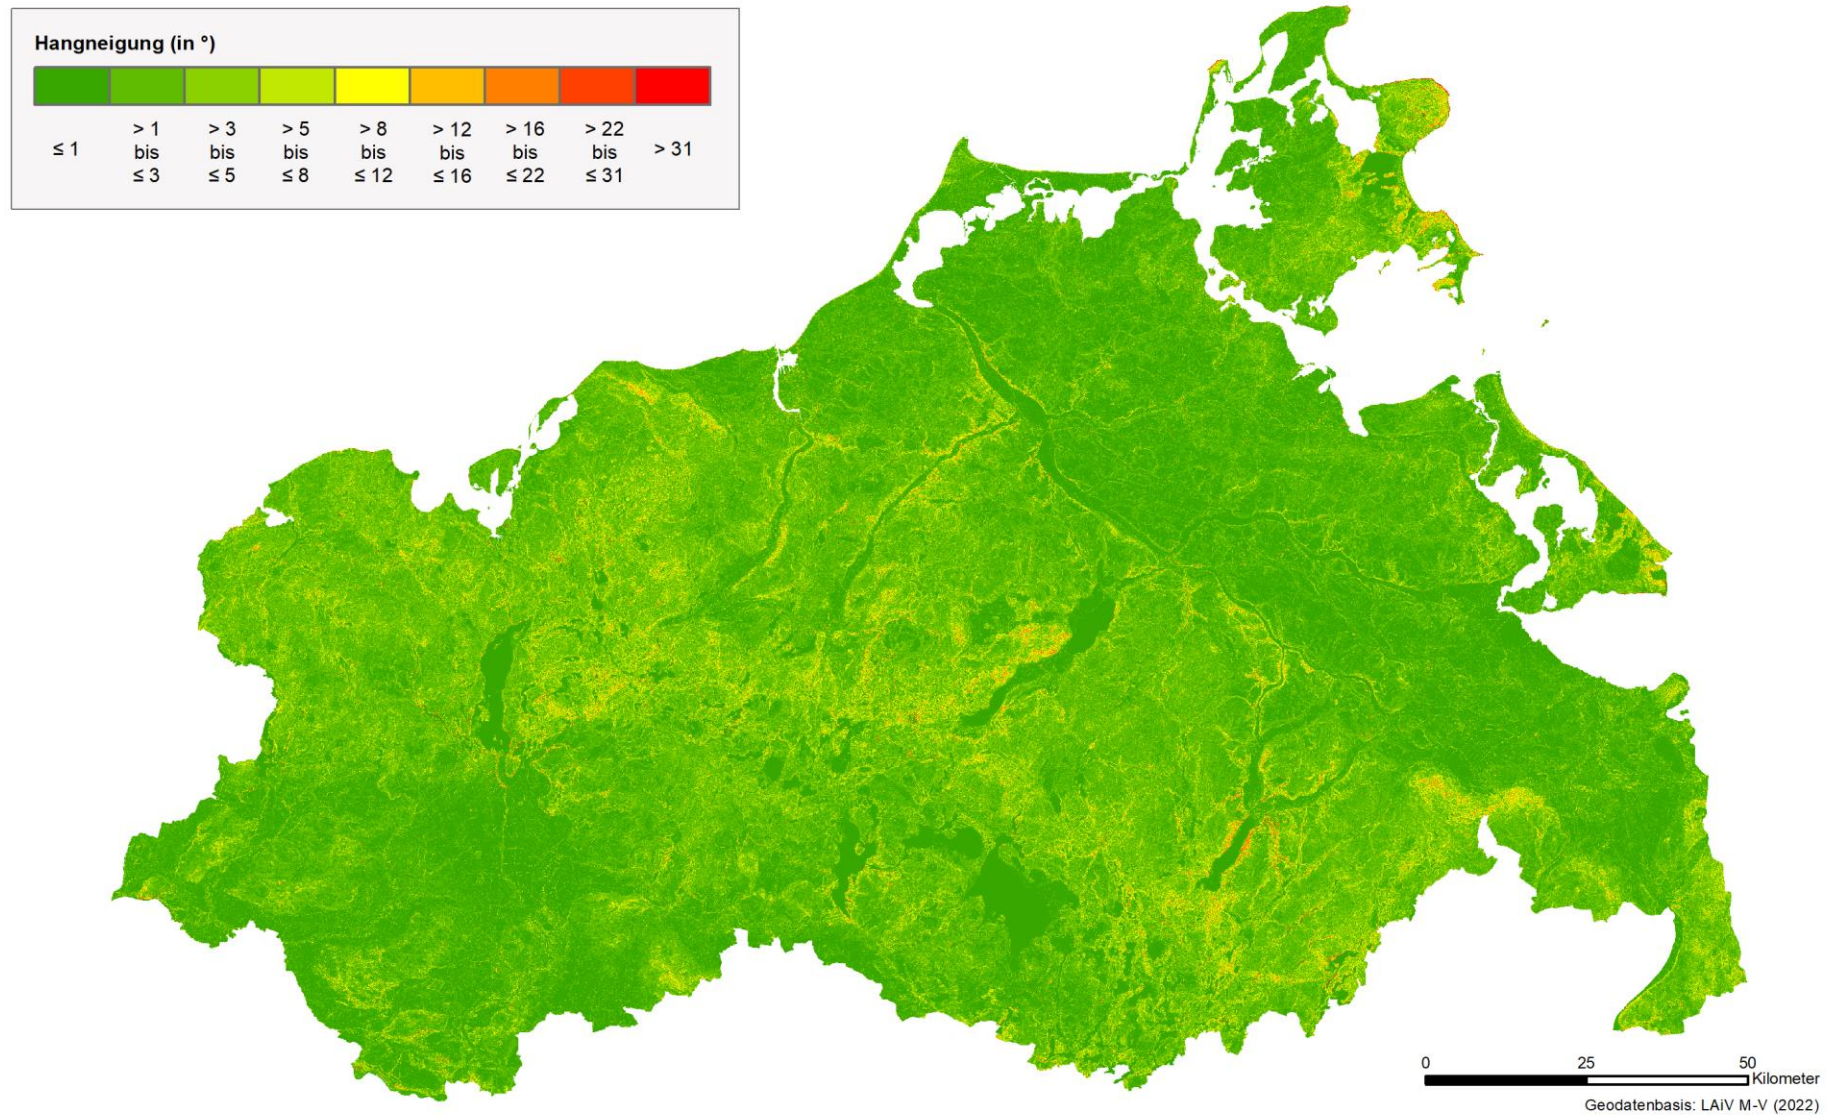 Hangneigung (in °)
≤ 1
> 1 bis ≤ 3
> 3 bis ≤ 5
> 5 bis ≤ 8
> 8 bis ≤ 12
> 12 bis ≤ 16
> 16 bis ≤ 22
> 22 bis ≤ 31
> 31
0 25 50
Kilometer
Geodatenbasis: LAiV M-V (2022)